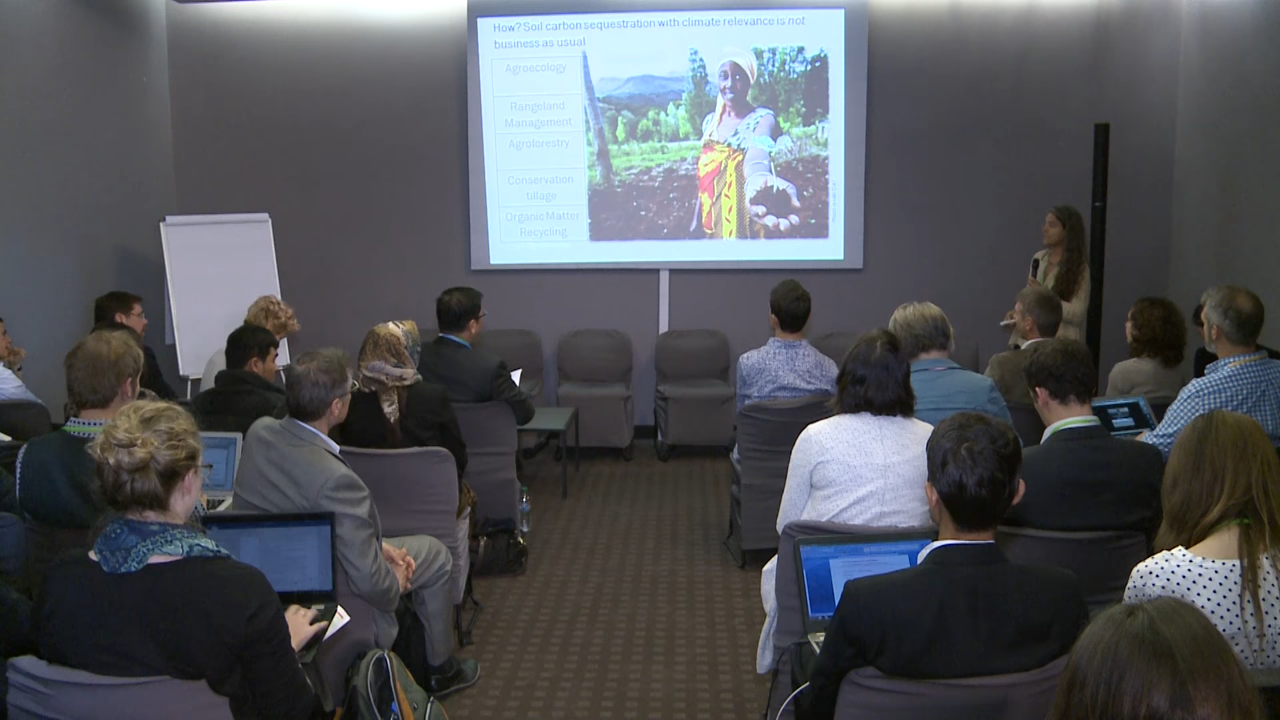 How? Soil carbon sequestration with climate relevance is not
business as usual
Agroecology
Rangeland
Management
Agroforestry
Conservation
tillage
Organic Matter
Recycling